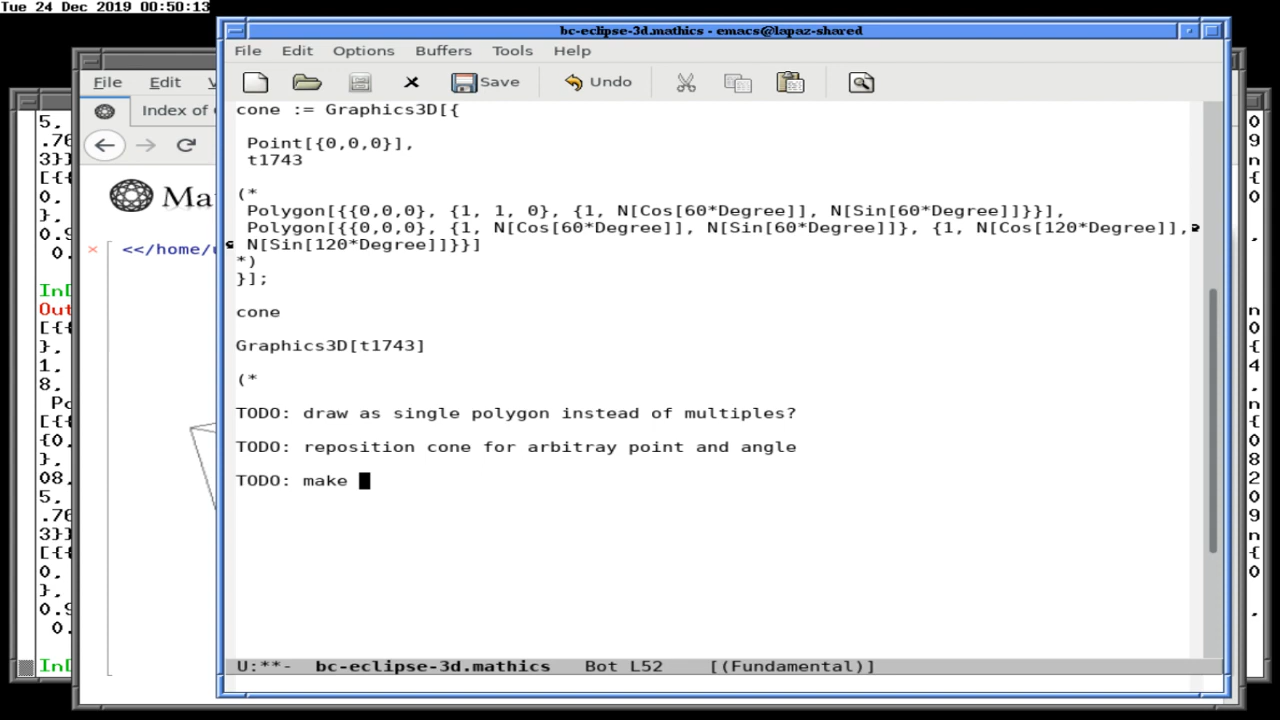 Tue 24 Dec 2019 00:50:13
bc-eclipse-3d.mathics - emacs@lapaz-shared
File Edit Options Buffers Tools Help
Save Undo
File Edit
Index of
Ma
<</home/
cone := Graphics3D[{
Point[{0,0,0}],
t1743
(*
Polygon[{{0,0,0}, {1, 1, 0}, {1, N[Cos[60*Degree]], N[Sin[60*Degree]]}}],
Polygon[{{0,0,0}, {1, N[Cos[60*Degree]], N[Sin[60*Degree]]}, {1, N[Cos[120*Degree]],
N[Sin[120*Degree]]}}]
*)
}];
cone
Graphics3D[t1743]
(*
TODO: draw as single polygon instead of multiples?
TODO: reposition cone for arbitray point and angle
TODO: make
U:**- bc-eclipse-3d.mathics Bot L52 [(Fundamental)]